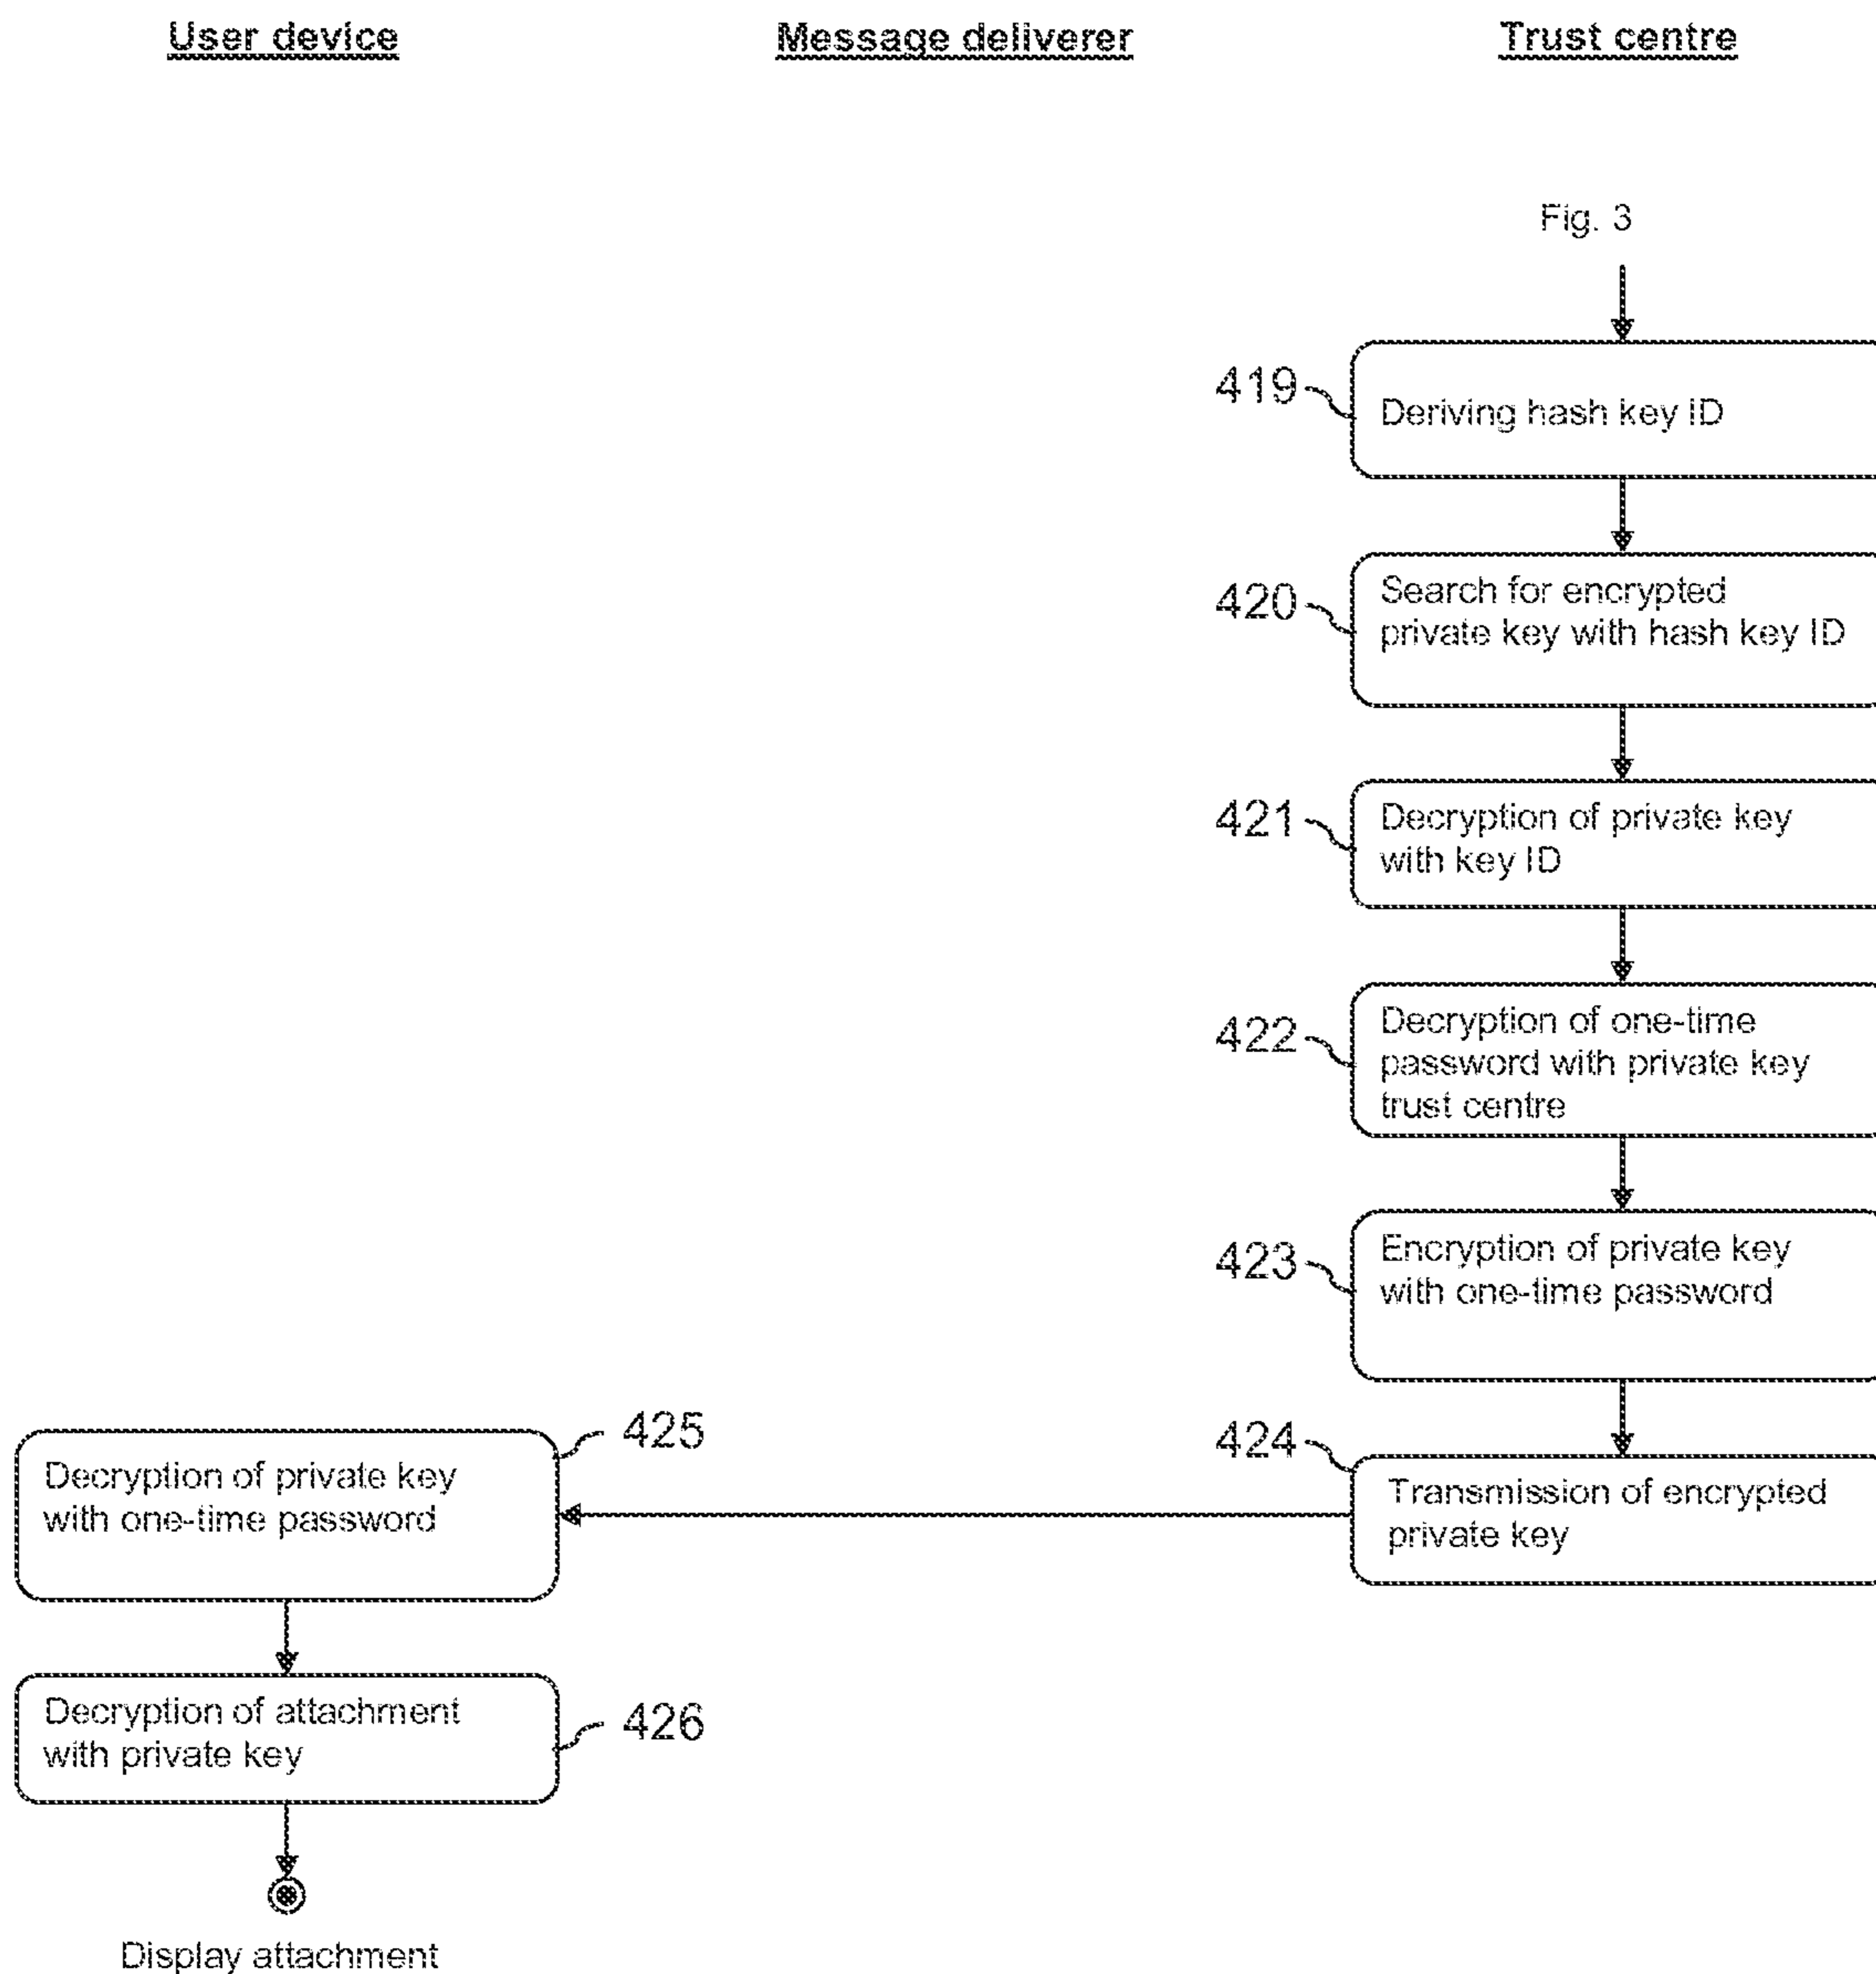 User device
Message deliverer
Trust centre
Fig. 3
419
Deriving hash key ID
420
Search for encrypted
private key with hash key ID
421
Decryption of private key
with key ID
422
Decryption of one-time
password with private key
trust centre
423
Encryption of private key
with one-time password
424
Transmission of encrypted
private key
425
Decryption of private key
with one-time password
426
Decryption of attachment
with private key
Display attachment